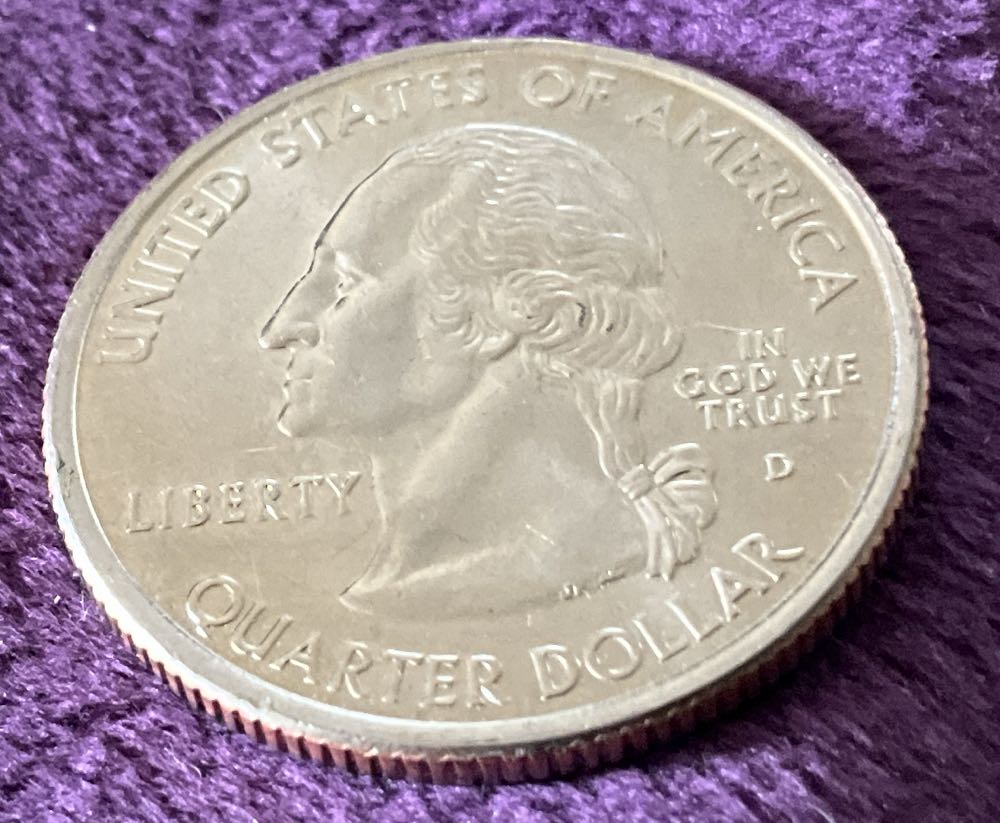 UNITED STATES OF AMERICA
LIBERTY
IN
GOD WE
TRUST
D
QUARTER DOLLAR